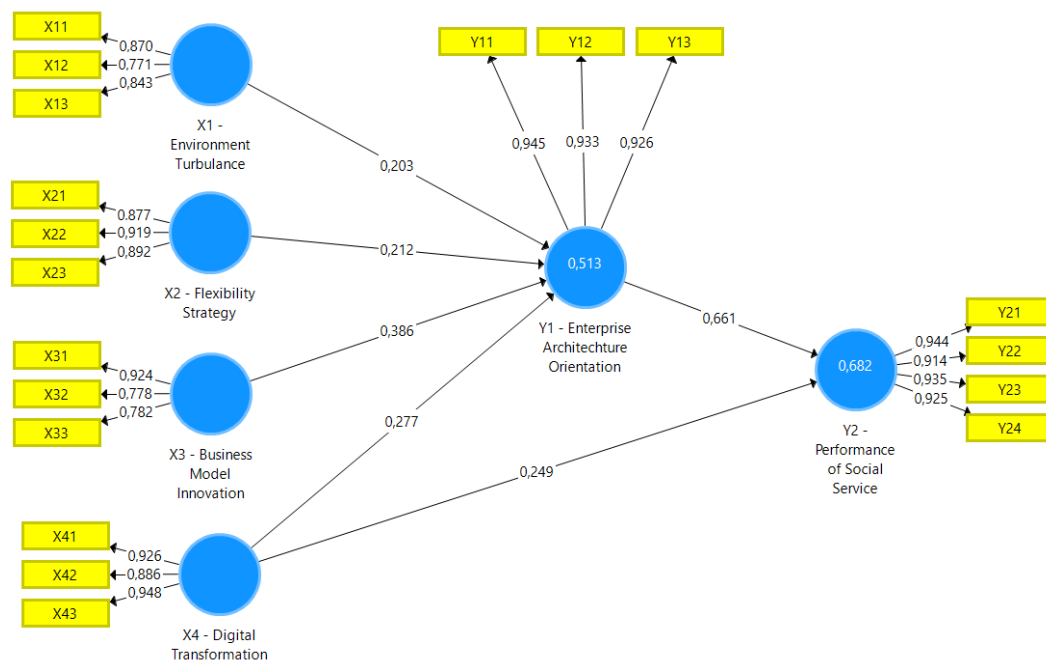 X11
X12
X13
0,870
0,771
0,843
X1 -
Environment
Turbulance
0,203
Y11
Y12
Y13
0,945
0,933
0,926
X21
X22
X23
0.877
0,919
0,892
X2 - Flexibility
Strategy
0,212
0,513
Y1 - Enterprise
Architechture
Orientation
0,661
X31
X32
X33
0,924
0,778
0,782
X3 - Business
Model
Innovation
0,386
0,277
0,249
Y21
Y22
Y23
Y24
0,944
0,914
0,935
0,925
0,682
Y2 -
Performance
of Social
Service
X41
X42
X43
0,926
0,886
0,948
X4 - Digital
Transformation